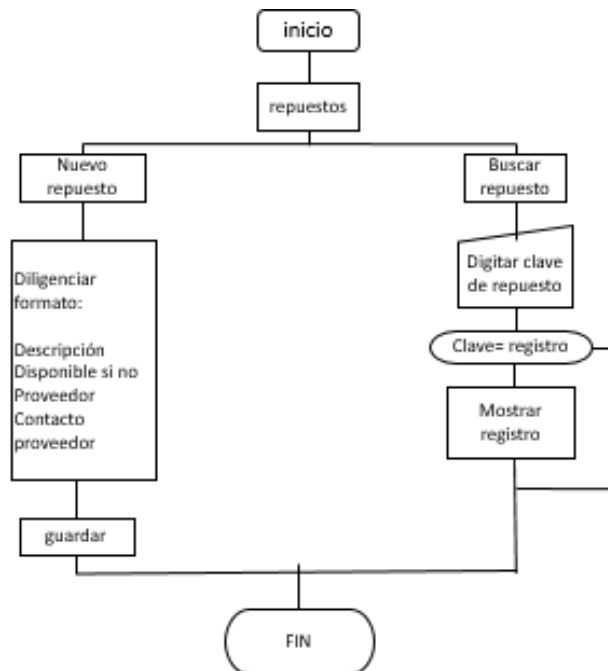 inicio
repuestos
Nuevo
repuesto
Diligenciar
formato:
Descripción
Disponible si no
Proveedor
Contacto
proveedor
guardar
Buscar
repuesto
Digitar clave
de repuesto
Clave= registro
Mostrar
registro
FIN